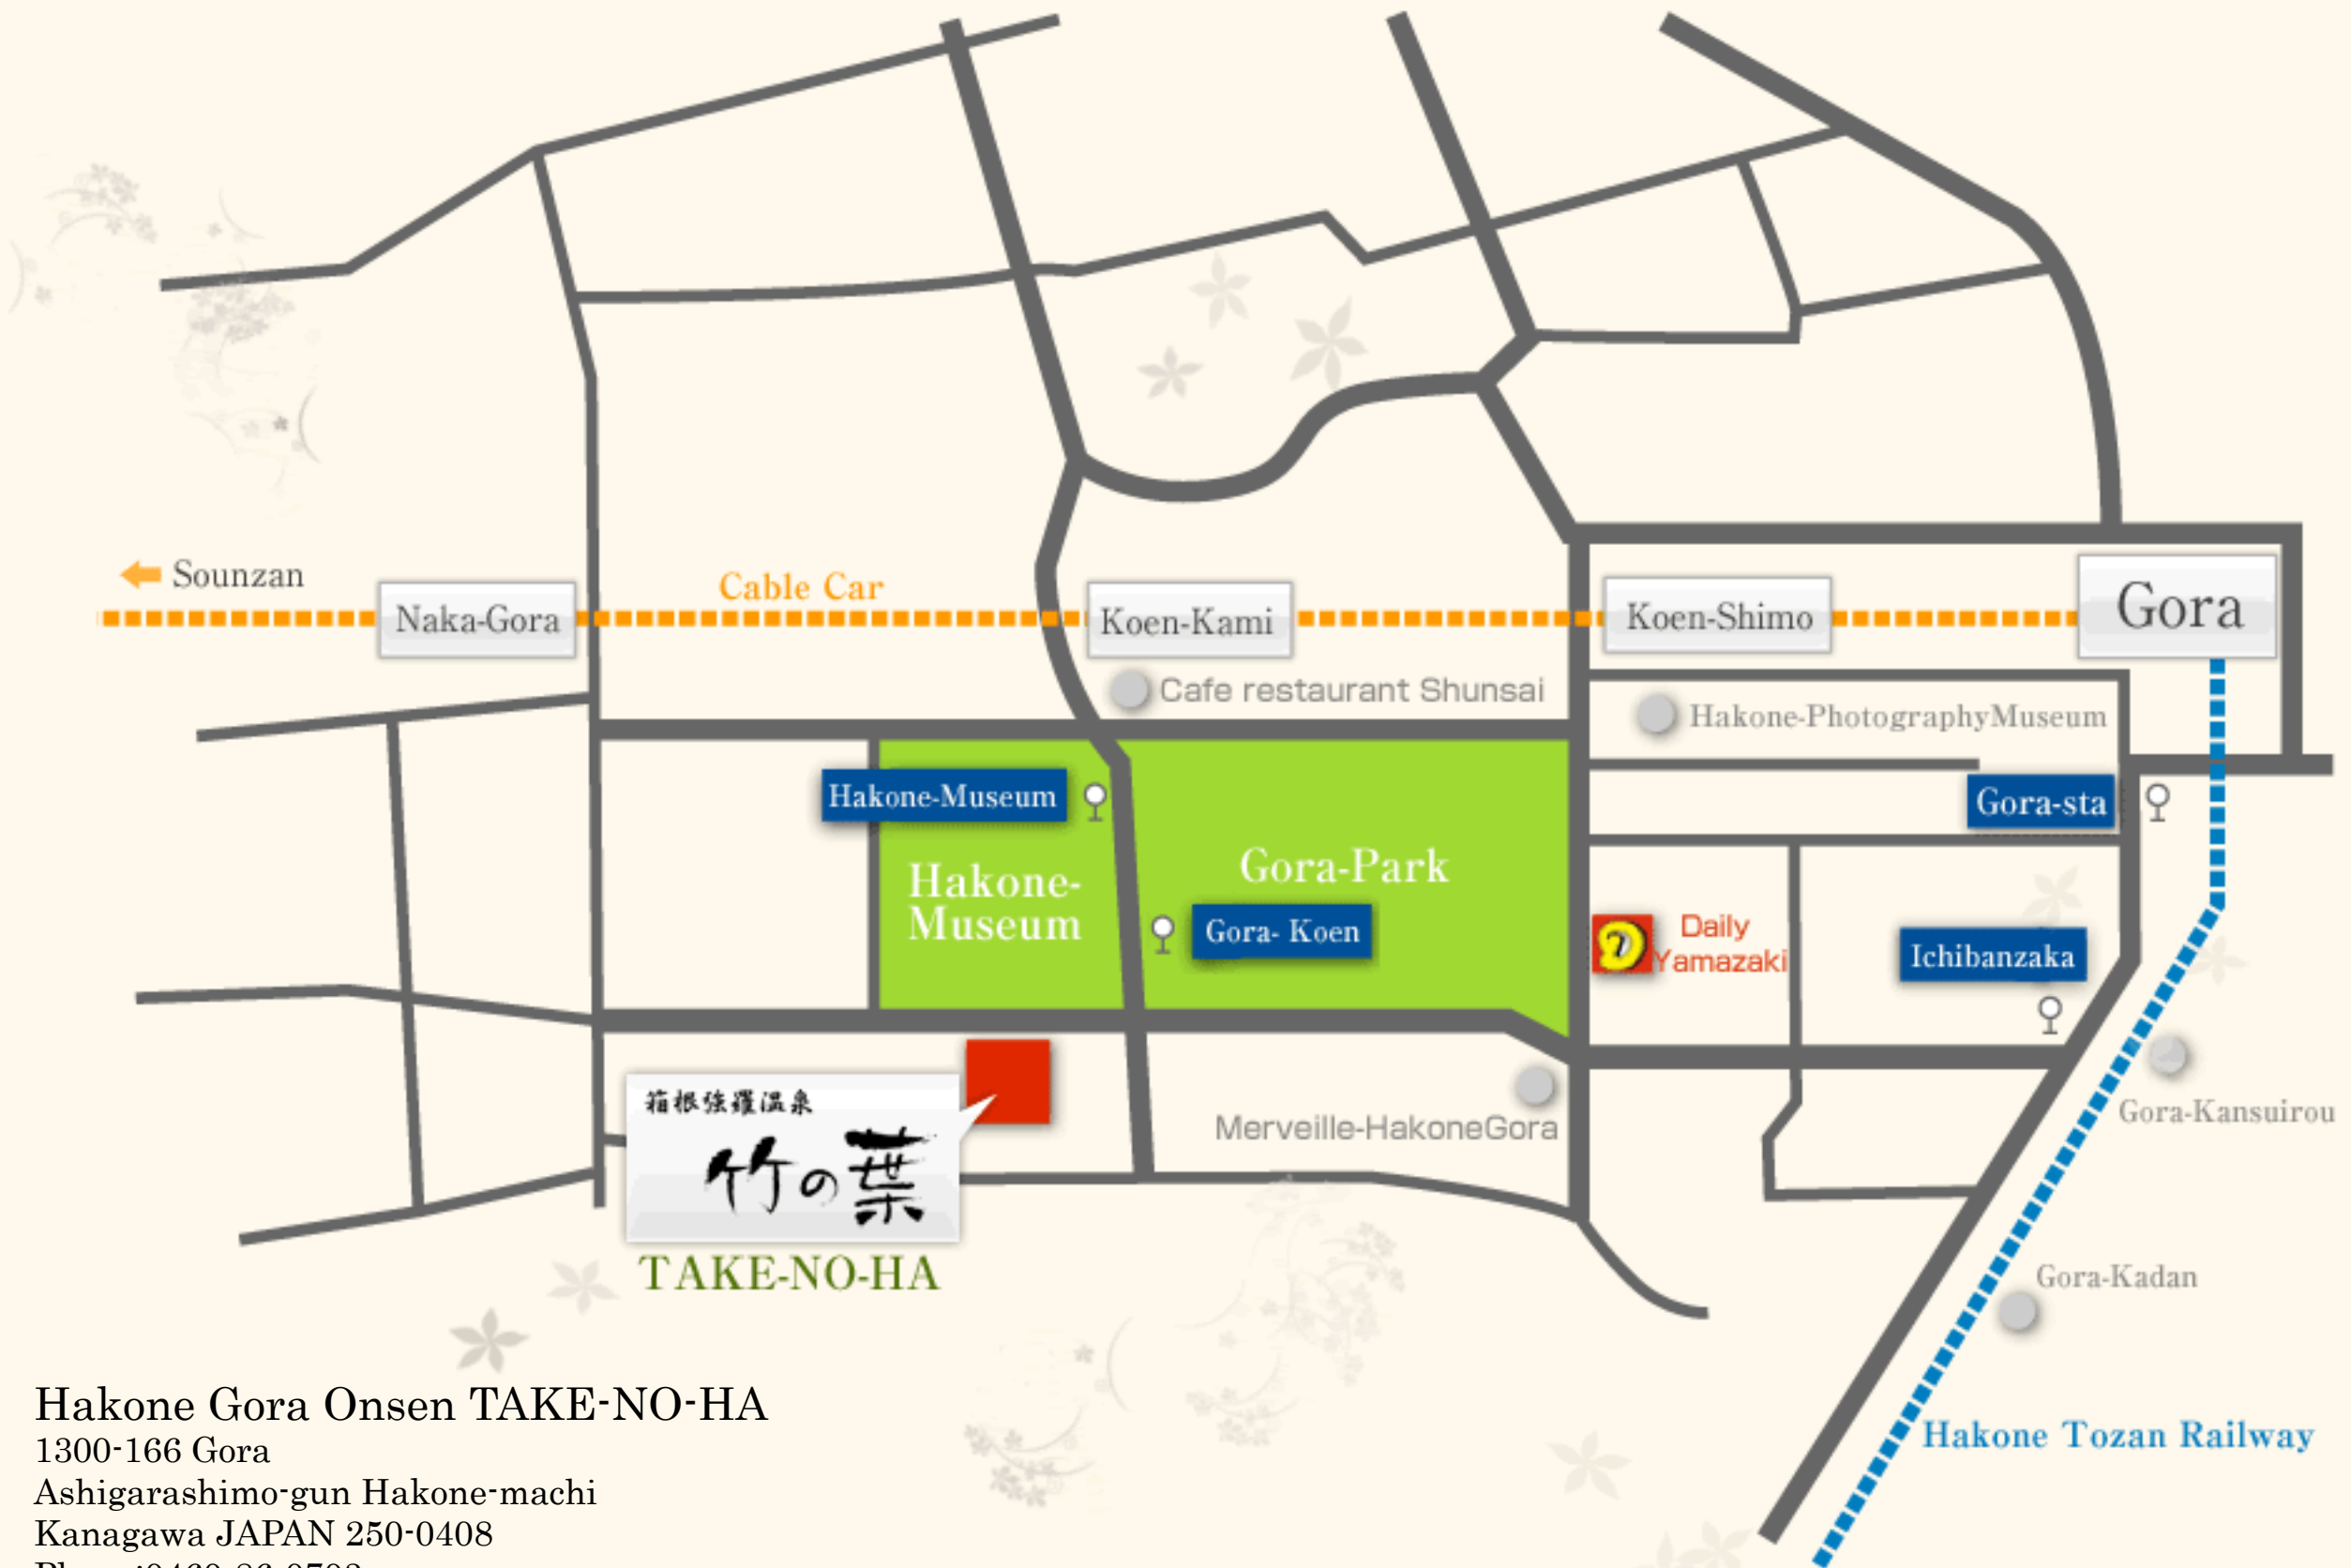 Sounzan
Cable Car
Naka-Gora
Koen-Kami
Koen-Shimo
Gora
Cafe restaurant Shunsai
Hakone-PhotographyMuseum
Hakone-Museum
Gora-sta
Hakone-
Museum
Gora-Park
Gora- Koen
Daily
Yamazaki
Ichibanzaka
箱根強羅温泉
竹の葉
TAKE-NO-HA
Merveille-HakoneGora
Gora-Kansuirou
Gora-Kadan
Hakone Tozan Railway
Hakone Gora Onsen TAKE-NO-HA
1300-166 Gora
Ashigarashimo-gun Hakone-machi
Kanagawa JAPAN 250-0408